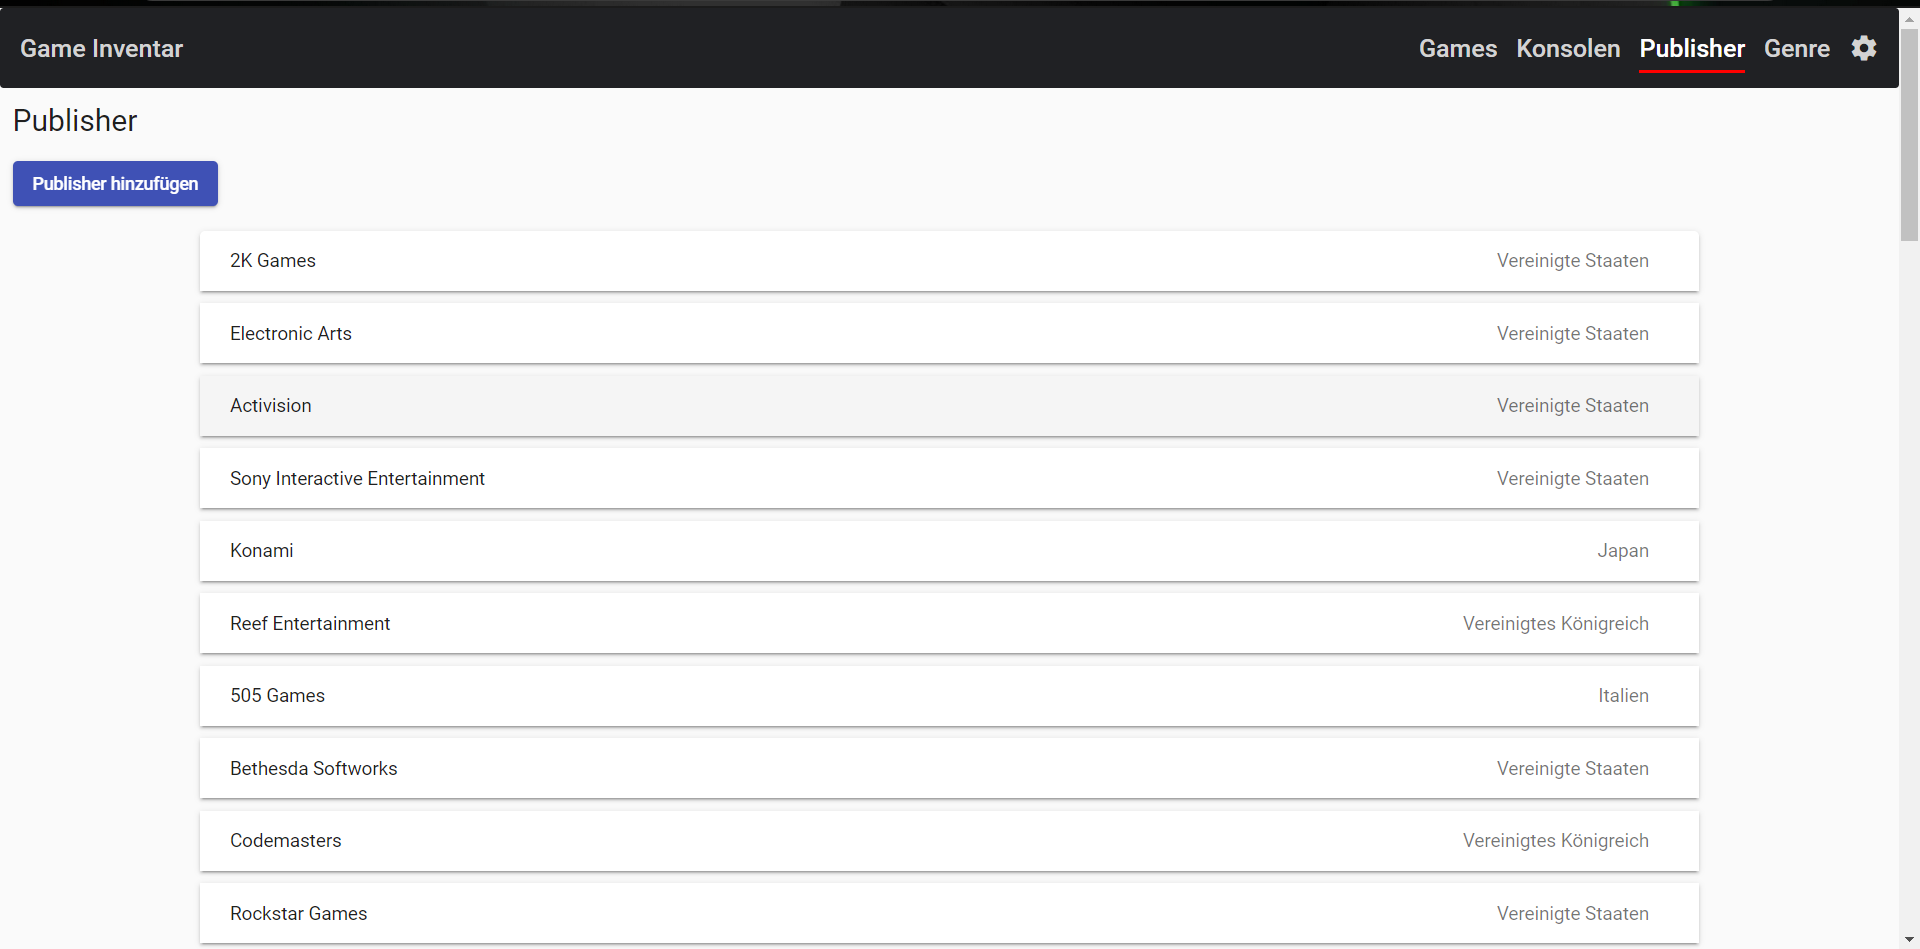 Game Inventar Games Konsolen Publisher Genre
Publisher
Publisher hinzufügen
2K Games Vereinigte Staaten
Electronic Arts Vereinigte Staaten
Activision Vereinigte Staaten
Sony Interactive Entertainment Vereinigte Staaten
Konami Japan
Reef Entertainment Vereinigtes Königreich
505 Games Italien
Bethesda Softworks Vereinigte Staaten
Codemasters Vereinigtes Königreich
Rockstar Games Vereinigte Staaten